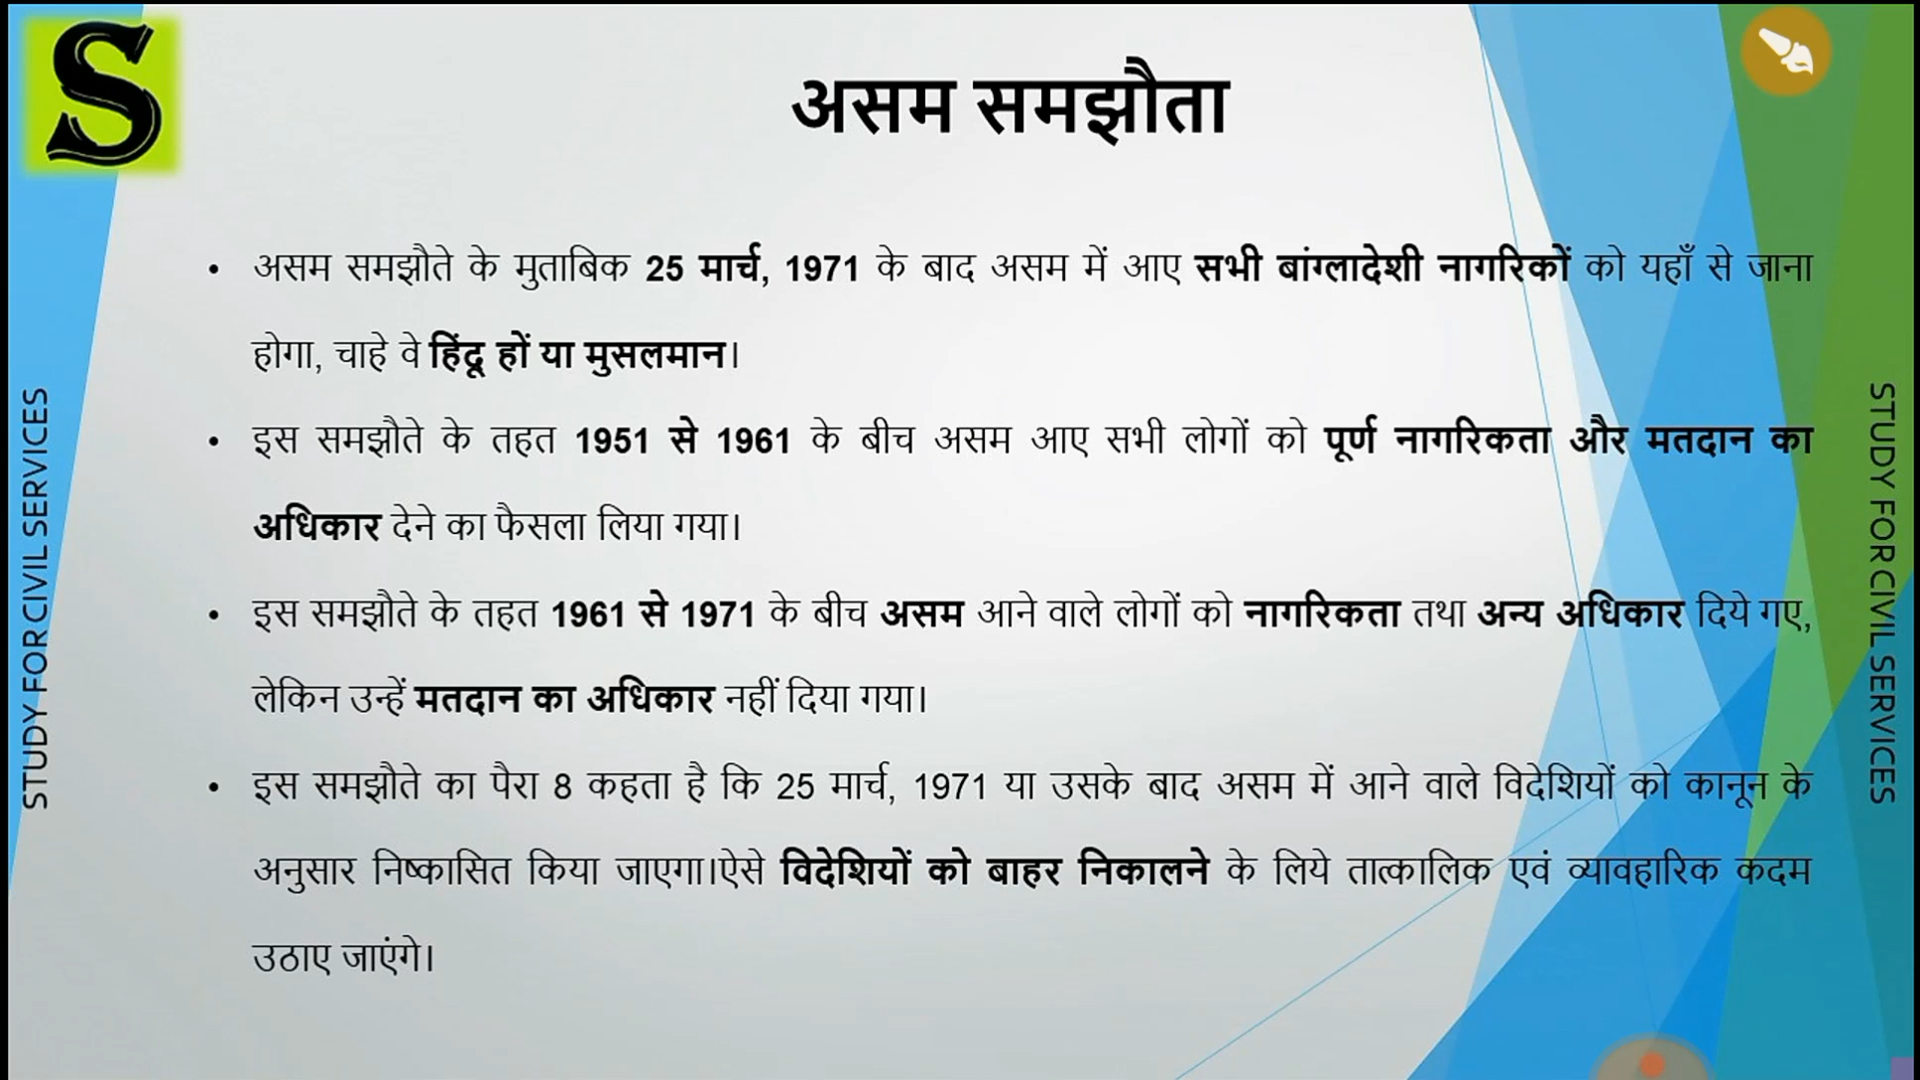 S
असम समझौता
• असम समझौते के मुताबिक 25 मार्च, 1971 के बाद असम में आए सभी बांग्लादेशी नागरिकों को यहाँ से जाना
होगा, चाहे वे हिंदू हों या मुसलमान।
• इस समझौते के तहत 1951 से 1961 के बीच असम आए सभी लोगों को पूर्ण नागरिकता और मतदान का
अधिकार देने का फैसला लिया गया।
• इस समझौते के तहत 1961 से 1971 के बीच असम आने वाले लोगों को नागरिकता तथा अन्य अधिकार दिये गए,
लेकिन उन्हें मतदान का अधिकार नहीं दिया गया।
• इस समझौते का पैरा 8 कहता है कि 25 मार्च, 1971 या उसके बाद असम में आने वाले विदेशियों को कानून के
अनुसार निष्कासित किया जाएगा।ऐसे विदेशियों को बाहर निकालने के लिये तात्कालिक एवं व्यावहारिक कदम
उठाए जाएंगे।
STUDY FOR CIVIL SERVICES
STUDY FOR CIVIL SERVICES